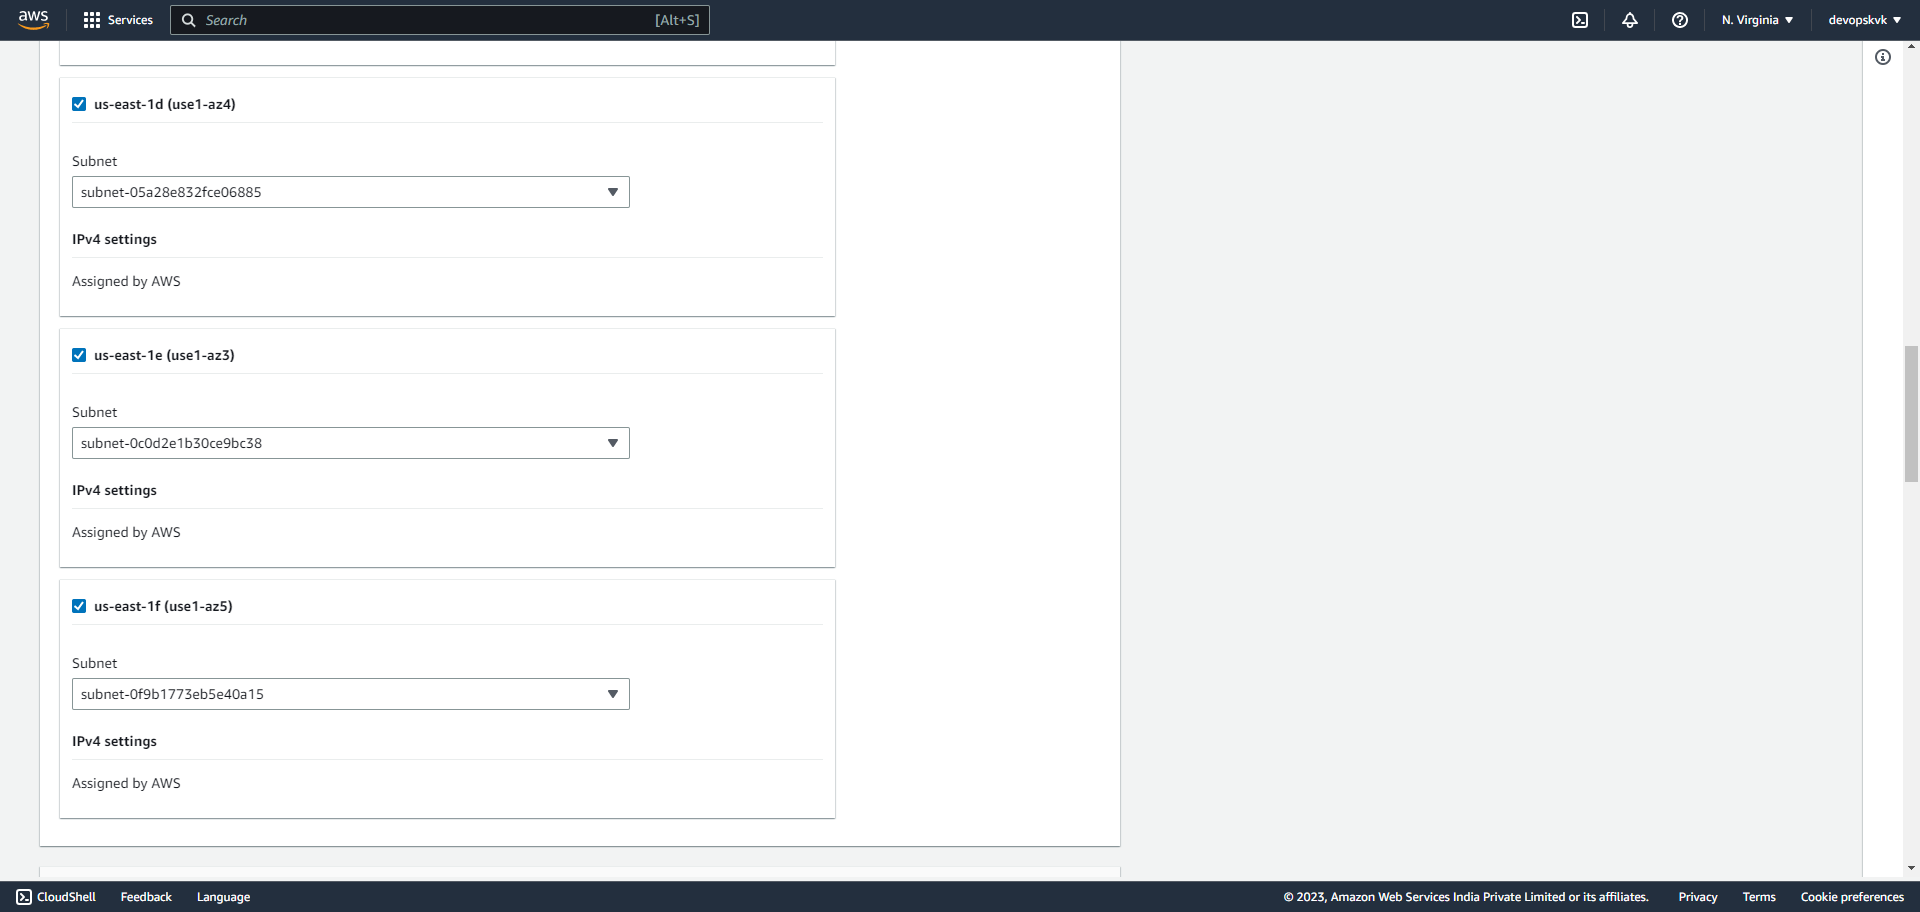 aws Services Search [Alt+S] N. Virginia devopskvk
us-east-1d (use1-az4)
Subnet
subnet-05a28e832fce06885
IPv4 settings
Assigned by AWS
us-east-1e (use1-az3)
Subnet
subnet-0c0d2e1b30ce9bc38
IPv4 settings
Assigned by AWS
us-east-1f (use1-az5)
Subnet
subnet-0f9b1773eb5e40a15
IPv4 settings
Assigned by AWS
CloudShell Feedback Language © 2023, Amazon Web Services India Private Limited or its affiliates. Privacy Terms Cookie preferences